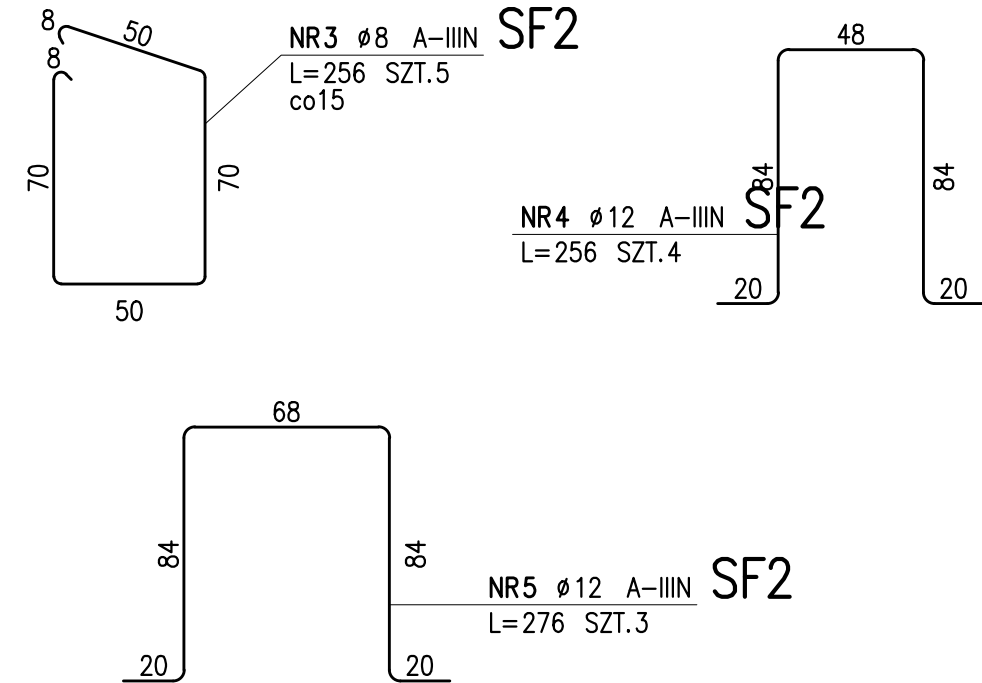 8
50
8
NR3 ø8 A-IIIN SF2
L=256 SZT.5
co15
70
70
50
48
84
84
NR4 ø12 A-IIIN SF2
L=256 SZT.4
20
20
68
84
84
NR5 ø12 A-IIIN SF2
L=276 SZT.3
20
20